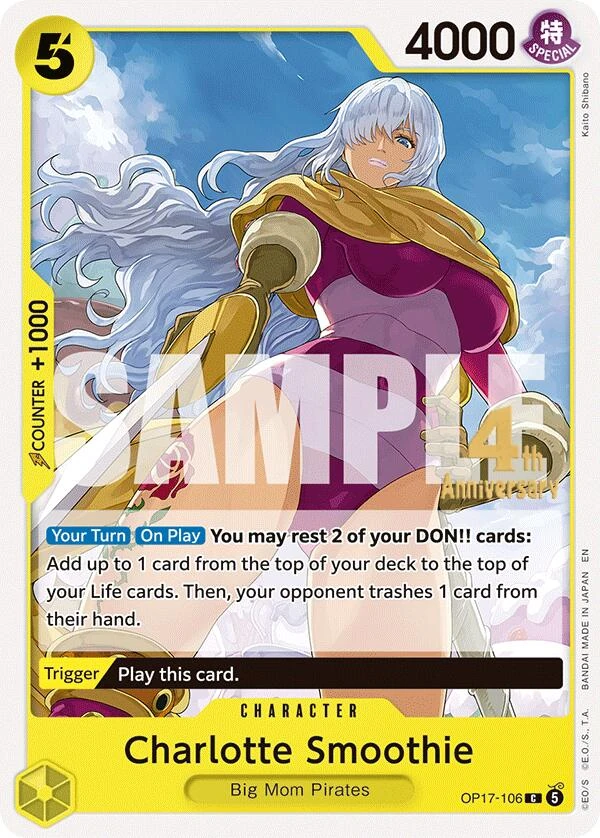 5
4000
特
SPECIAL
Kaito Shibano
COUNTER +1000
SAMPLE
4th
Anniversary
Your Turn On Play You may rest 2 of your DON!! cards:
Add up to 1 card from the top of your deck to the top of
your Life cards. Then, your opponent trashes 1 card from
their hand.
Trigger Play this card.
CHARACTER
Charlotte Smoothie
Big Mom Pirates
OP17-106 C 5
©EO/S ©E.O./S., T.A. BANDAI MADE IN JAPAN EN